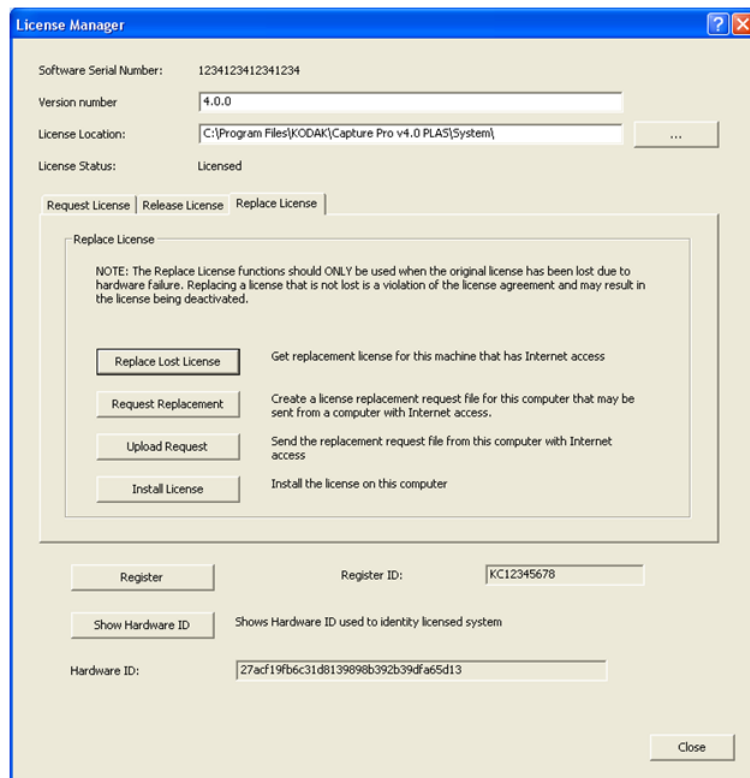 License Manager
Software Serial Number: 1234123412341234
Version number 4.0.0
License Location: C:\Program Files\KODAK\Capture Pro v4.0 PLAS\System\ ...
License Status: Licensed
Request License Release License Replace License
Replace License
NOTE: The Replace License functions should ONLY be used when the original license has been lost due to
hardware failure. Replacing a license that is not lost is a violation of the license agreement and may result in
the license being deactivated.
Replace Lost License Get replacement license for this machine that has Internet access
Request Replacement Create a license replacement request file for this computer that may be
sent from a computer with Internet access.
Upload Request Send the replacement request file from this computer with Internet
access
Install License Install the license on this computer
Register Register ID: KC12345678
Show Hardware ID Shows Hardware ID used to identity licensed system
Hardware ID: 27acf19fb6c31d8139898b392b39dfa65d13
Close